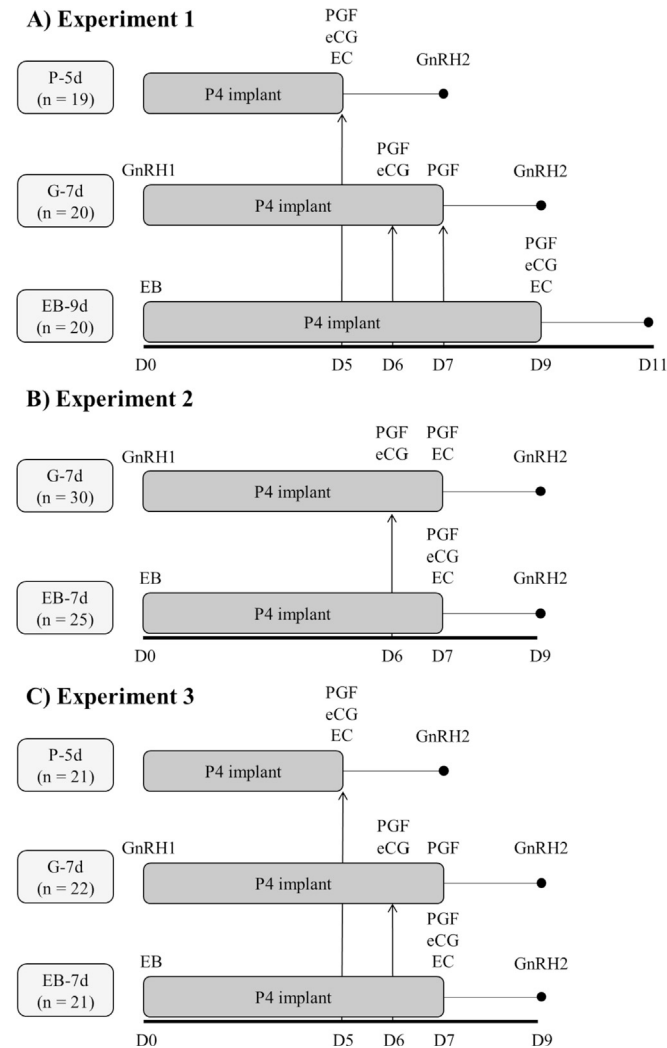 A) Experiment 1
PGF
eCG
EC
GnRH2
P-5d
(n = 19)
P4 implant
GnRH1
PGF
eCG
PGF
GnRH2
G-7d
(n = 20)
P4 implant
PGF
eCG
EC
EB
EB-9d
(n = 20)
P4 implant
D0
D5
D6
D7
D9
D11
B) Experiment 2
PGF
eCG
PGF
EC
GnRH1
GnRH2
G-7d
(n = 30)
P4 implant
PGF
eCG
EC
EB
GnRH2
EB-7d
(n = 25)
P4 implant
D0
D6
D7
D9
C) Experiment 3
PGF
eCG
EC
GnRH2
P-5d
(n = 21)
P4 implant
PGF
eCG
GnRH1
PGF
GnRH2
G-7d
(n = 22)
P4 implant
PGF
eCG
EC
EB
GnRH2
EB-7d
(n = 21)
P4 implant
D0
D5
D6
D7
D9